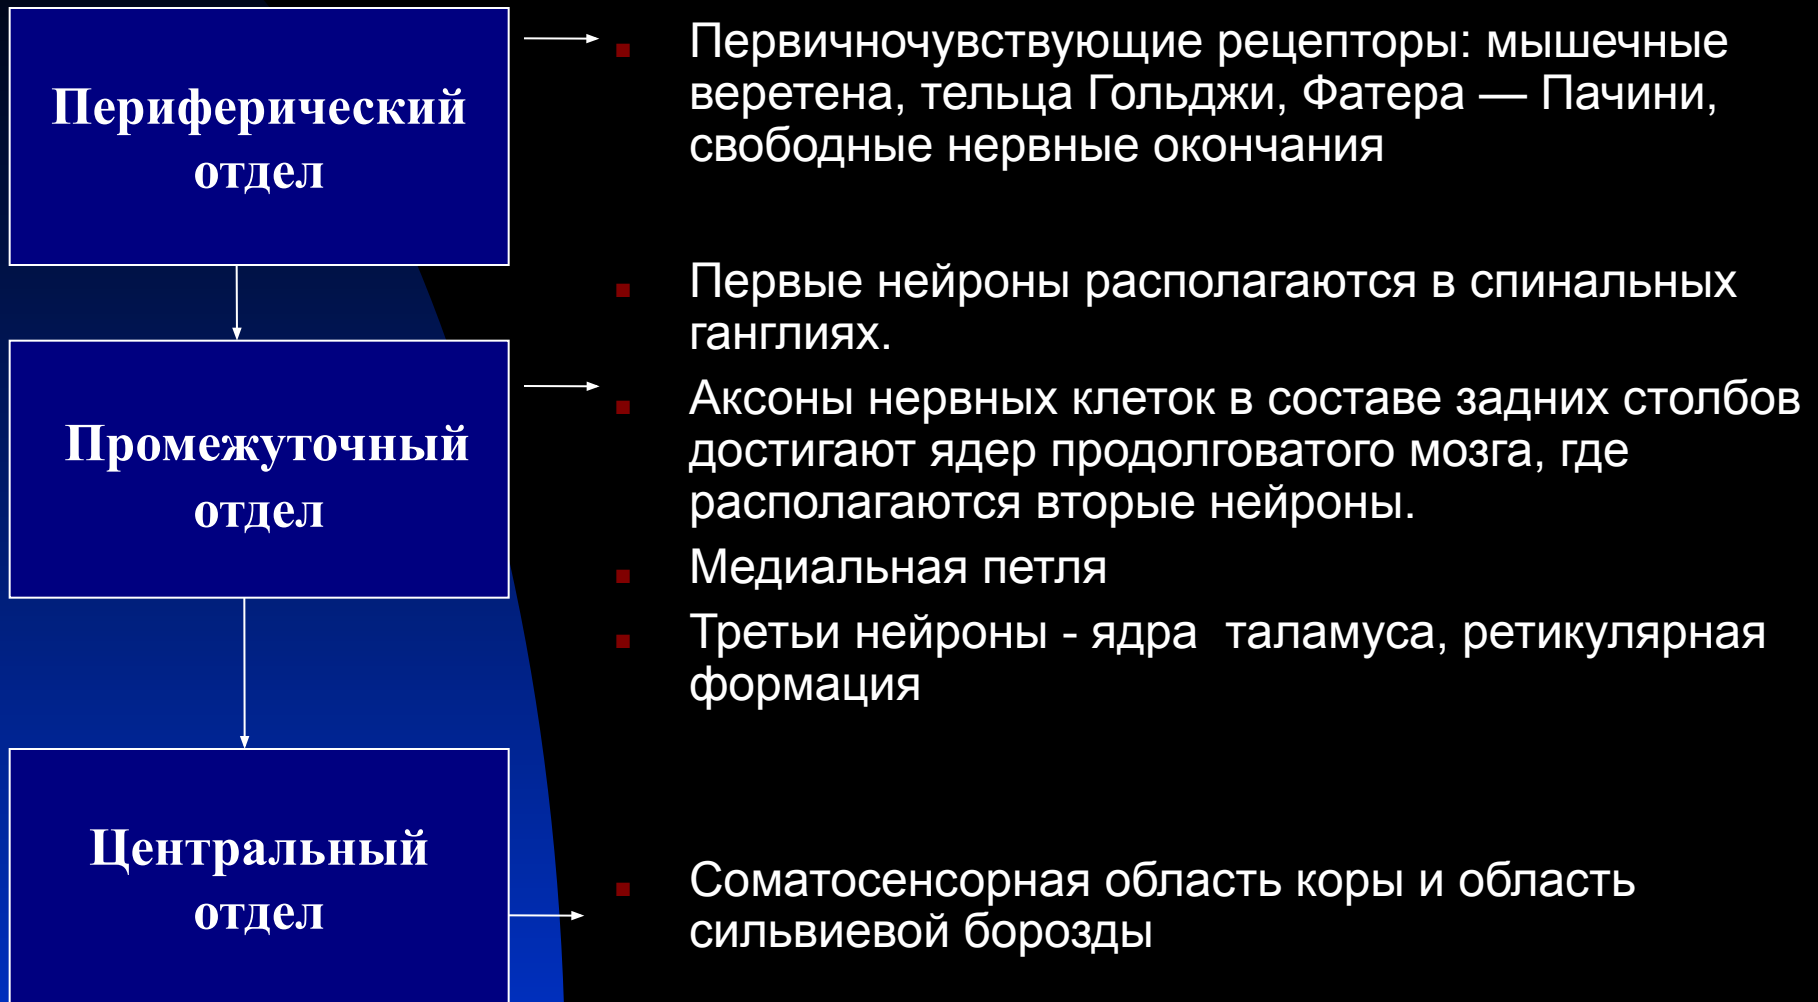 Периферический
отдел
Первичночувствующие рецепторы: мышечные
веретена, тельца Гольджи, Фатера — Пачини,
свободные нервные окончания
Промежуточный
отдел
Первые нейроны располагаются в спинальных
ганглиях.
Аксоны нервных клеток в составе задних столбов
достигают ядер продолговатого мозга, где
располагаются вторые нейроны.
Медиальная петля
Третьи нейроны - ядра  таламуса, ретикулярная
формация
Центральный
отдел
Соматосенсорная область коры и область
сильвиевой борозды